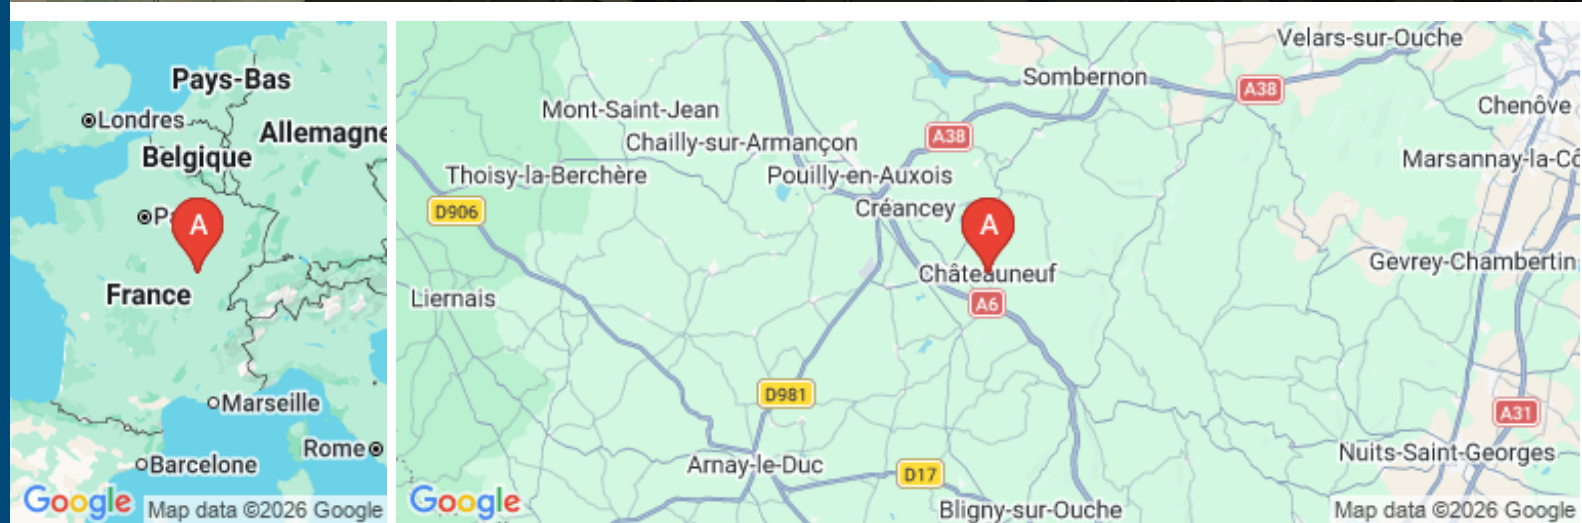 Pays-Bas
Londres
Allemagne
Belgique
A
France
Marseille
Rome
Barcelone
Google
Map data ©2026 Google
Velars-sur-Ouche
Sombernon
A38
Mont-Saint-Jean
Chenôve
Chailly-sur-Armançon
A38
Marsannay-la-Cô
Thoisy-la-Berchère
Pouilly-en-Auxois
D906
Créancey
A
Gevrey-Chambertin
Châteauneuf
Liernais
A6
D981
A31
Nuits-Saint-Georges
Arnay-le-Duc
D17
Bligny-sur-Ouche
Google
Map data ©2026 Google